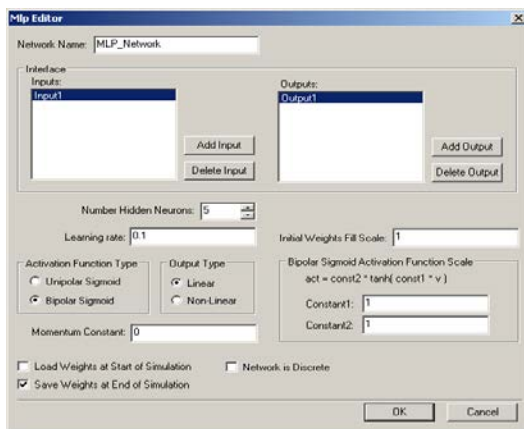 Mlp Editor
Network Name: MLP_Network
Interface
Inputs:
Input1
Add Input
Delete Input
Outputs:
Output1
Add Output
Delete Output
Number Hidden Neurons: 5
Learning rate: 0.1
Initial Weights Fill Scale: 1
Activation Function Type
Unipolar Sigmoid
Bipolar Sigmoid
Output Type
Linear
Non-Linear
Bipolar Sigmoid Activation Function Scale
act = const2 * tanh( const1 * v )
Constant1: 1
Constant2: 1
Momentum Constant: 0
Load Weights at Start of Simulation
Network is Discrete
Save Weights at End of Simulation
OK
Cancel